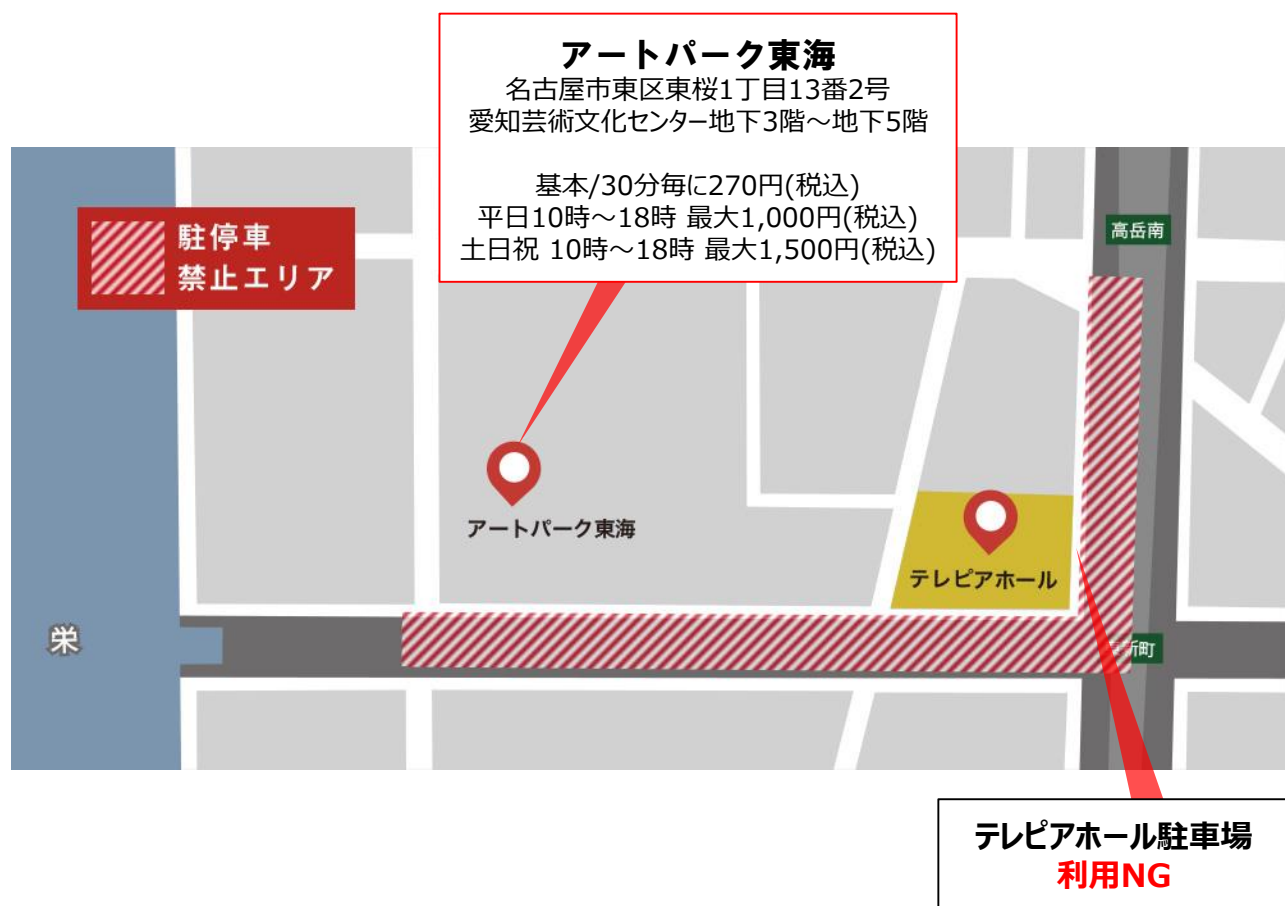 アートパーク東海
名古屋市東区東桜1丁目13番2号
愛知芸術文化センター地下3階～地下5階
基本/30分毎に270円(税込)
平日10時～18時 最大1,000円(税込)
土日祝 10時～18時 最大1,500円(税込)
駐停車
禁止エリア
高岳南
アートパーク東海
テレピアホール
栄
新町
テレピアホール駐車場
利用NG